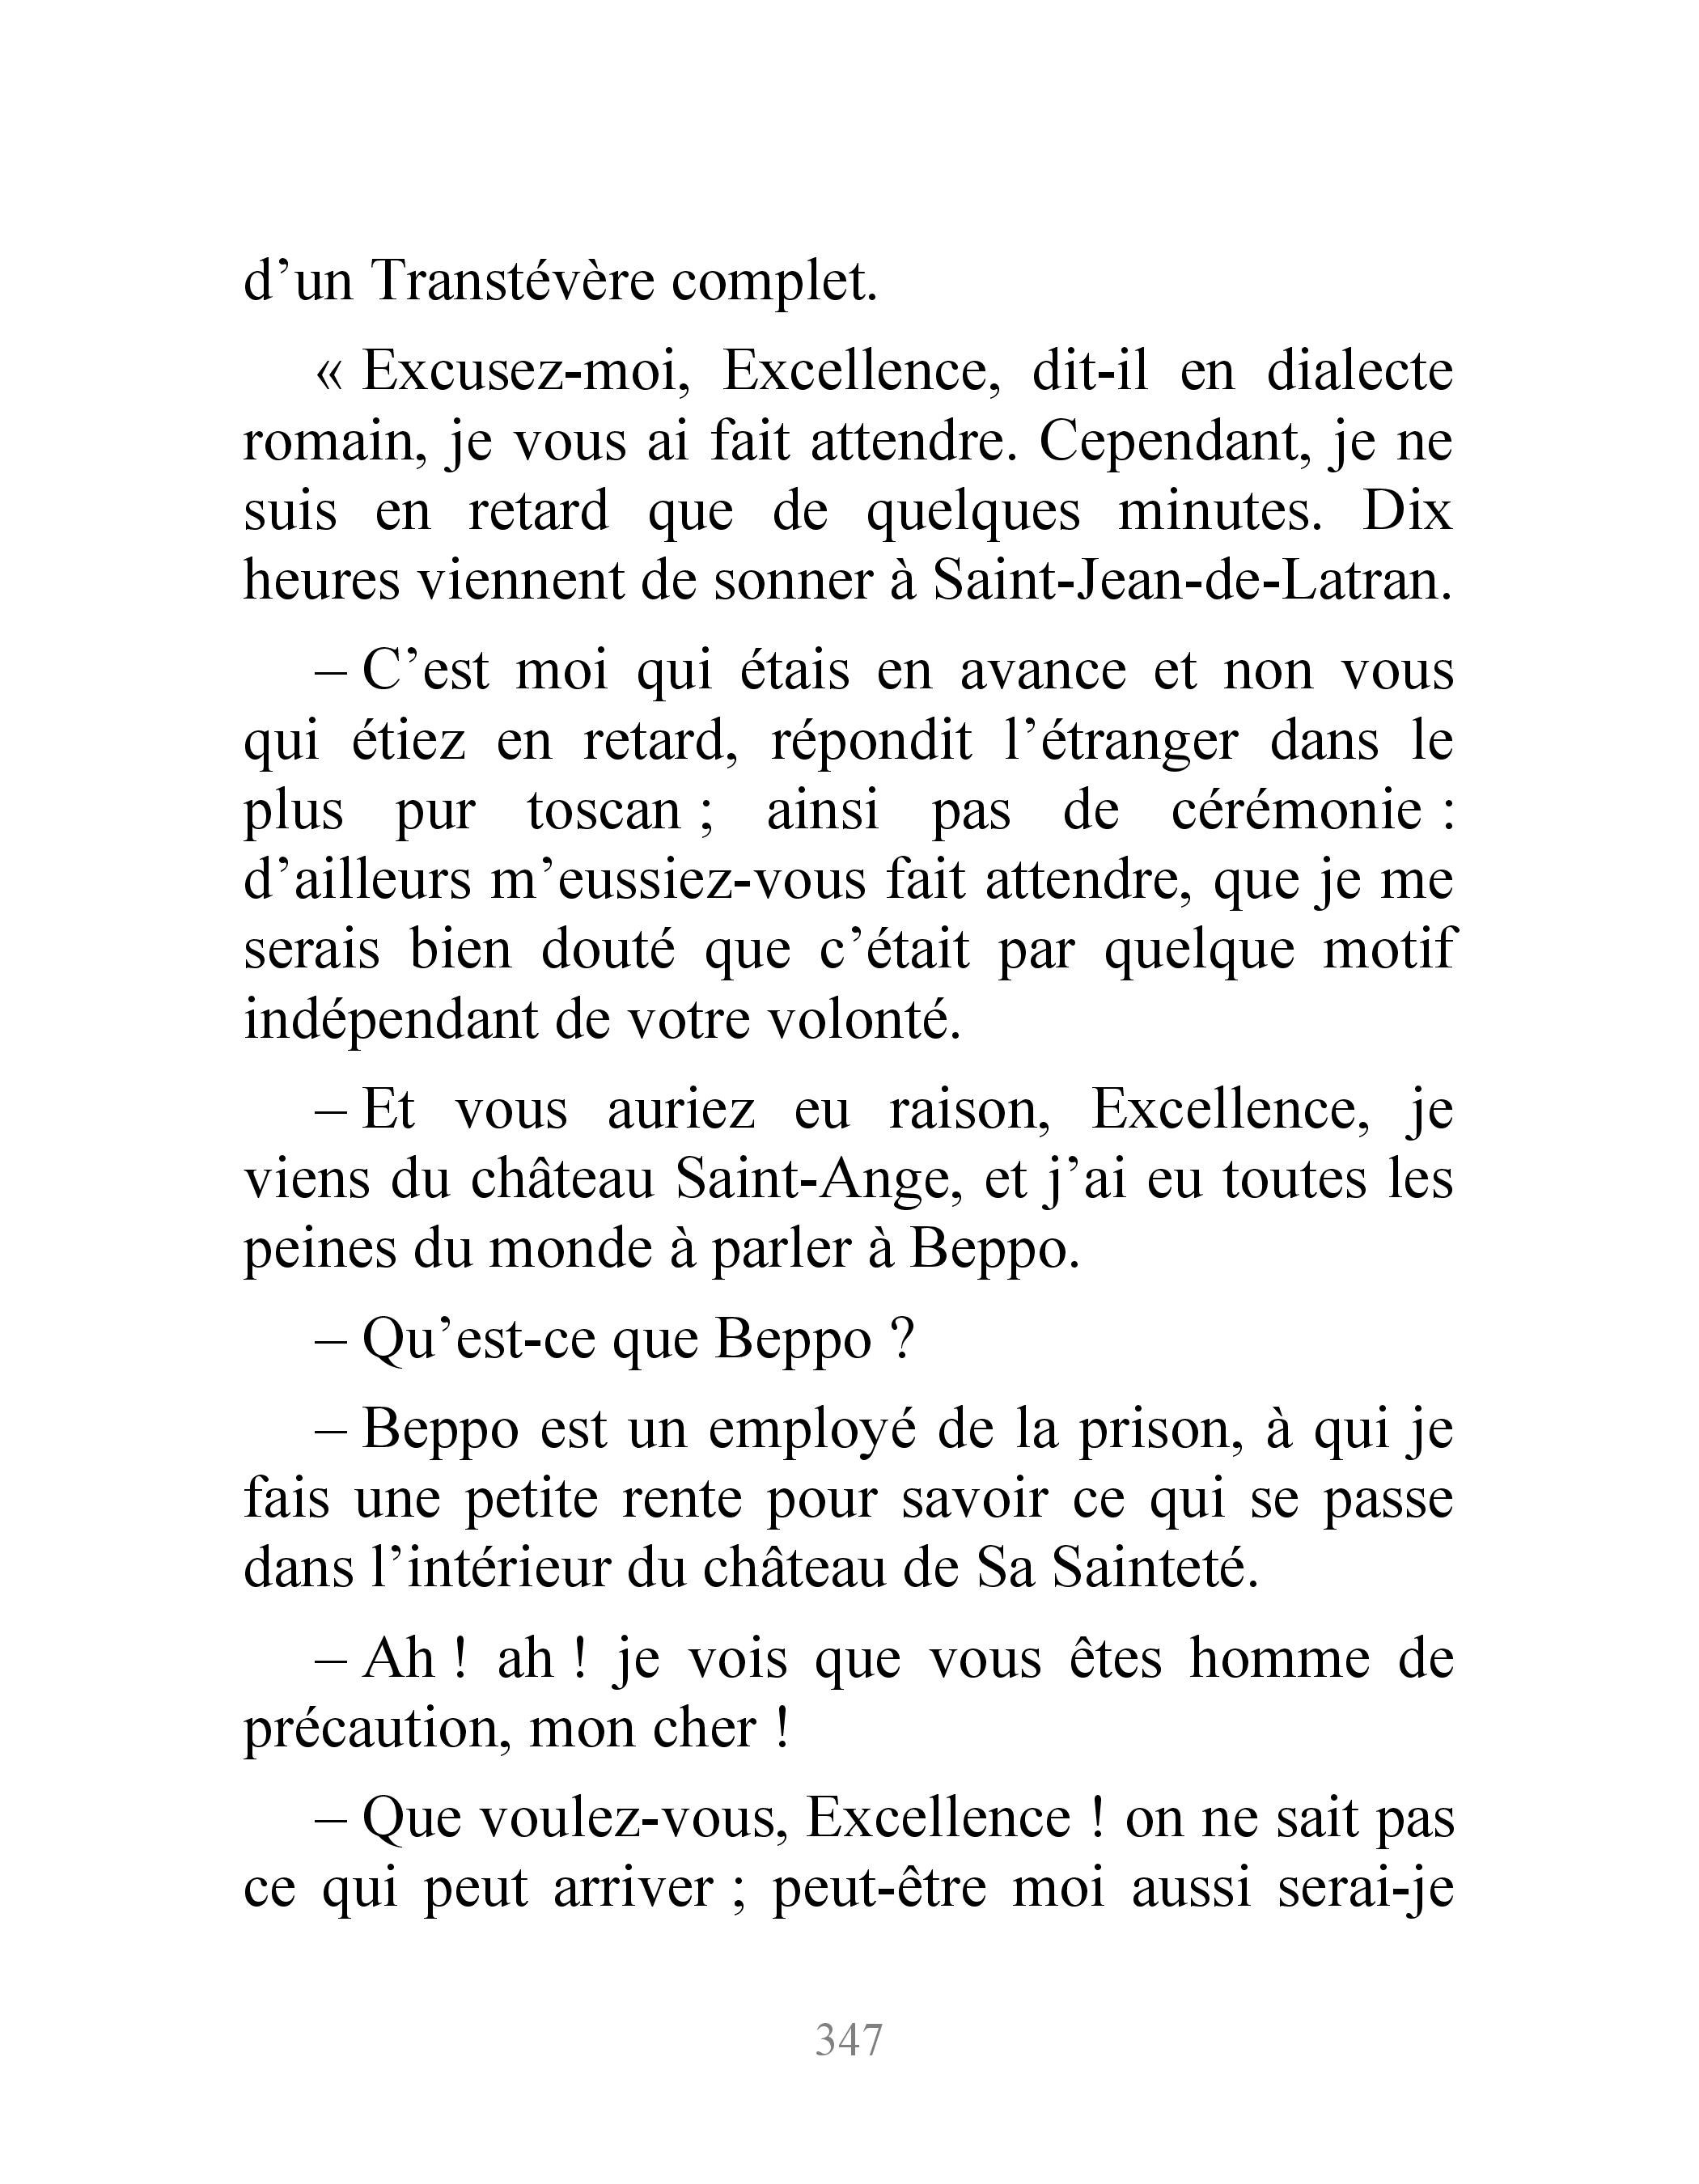 d’un Transtévère complet.
« Excusez-moi, Excellence, dit-il en dialecte
romain, je vous ai fait attendre. Cependant, je ne
suis en retard que de quelques minutes. Dix
heures viennent de sonner à Saint-Jean-de-Latran.
– C’est moi qui étais en avance et non vous
qui étiez en retard, répondit l’étranger dans le
plus pur toscan ; ainsi pas de cérémonie :
d’ailleurs m’eussiez-vous fait attendre, que je me
serais bien douté que c’était par quelque motif
indépendant de votre volonté.
– Et vous auriez eu raison, Excellence, je
viens du château Saint-Ange, et j’ai eu toutes les
peines du monde à parler à Beppo.
– Qu’est-ce que Beppo ?
– Beppo est un employé de la prison, à qui je
fais une petite rente pour savoir ce qui se passe
dans l’intérieur du château de Sa Sainteté.
– Ah ! ah ! je vois que vous êtes homme de
précaution, mon cher !
– Que voulez-vous, Excellence ! on ne sait pas
ce qui peut arriver ; peut-être moi aussi serai-je
347